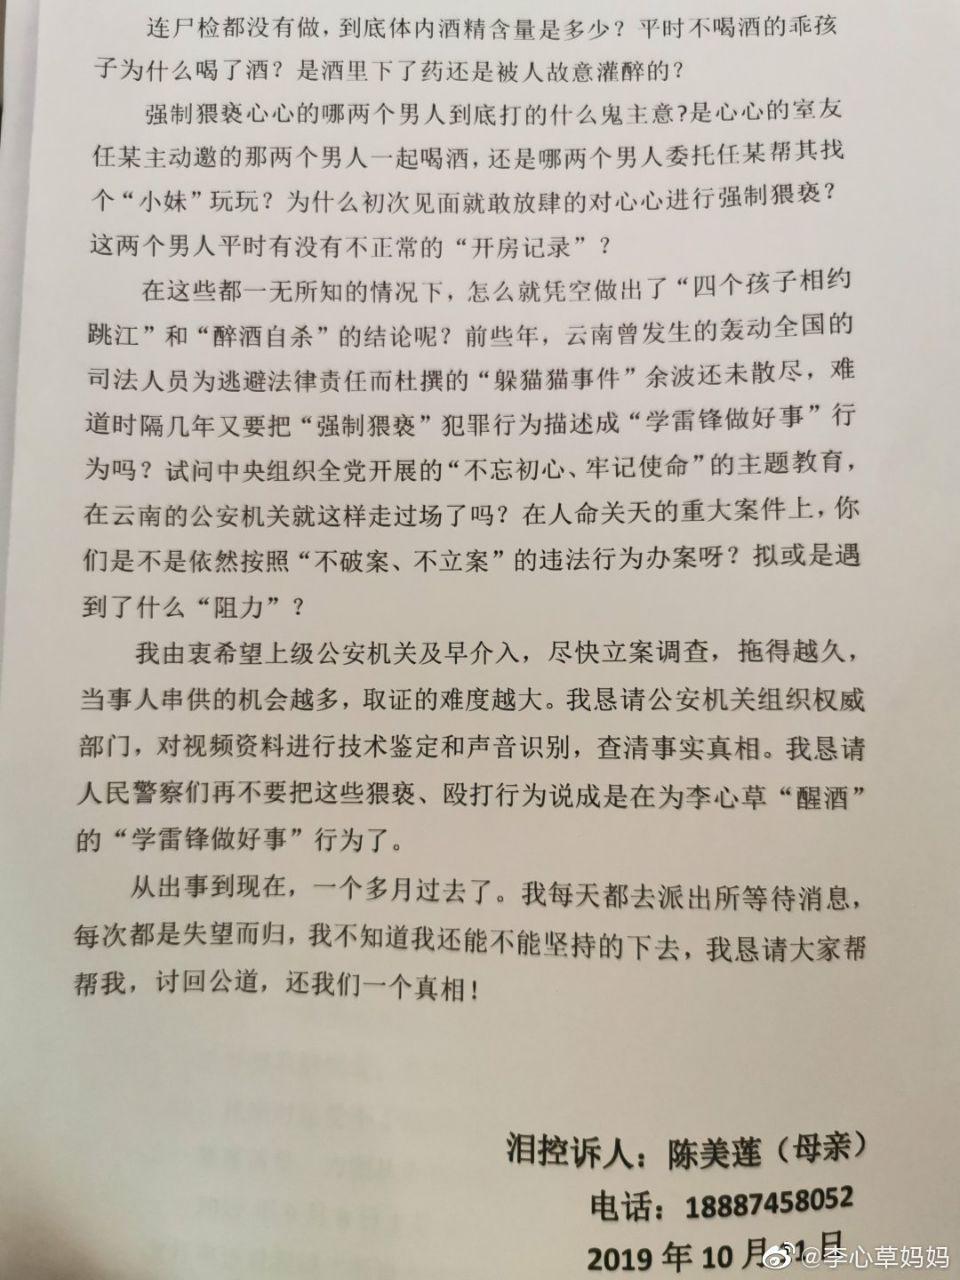 连尸检都没有做，到底体内酒精含量是多少？平时不喝酒的乖孩
子为什么喝了酒？是酒里下了药还是被人故意灌醉的？
强制猥亵心心的哪两个男人到底打的什么鬼主意?是心心的室友
任某主动邀的那两个男人一起喝酒，还是哪两个男人委托任某帮其找
个“小妹”玩玩？为什么初次见面就敢放肆的对心心进行强制猥亵？
这两个男人平时有没有不正常的“开房记录”？
在这些都一无所知的情况下，怎么就凭空做出了“四个孩子相约
跳江”和“醉酒自杀”的结论呢？前些年，云南曾发生的轰动全国的
司法人员为逃避法律责任而杜撰的“躲猫猫事件”余波还未散尽，难
道时隔几年又要把“强制猥亵”犯罪行为描述成“学雷锋做好事”行
为吗？试问中央组织全党开展的“不忘初心、牢记使命”的主题教育，
在云南的公安机关就这样走过场了吗？在人命关天的重大案件上，你
们是不是依然按照“不破案、不立案”的违法行为办案呀？拟或是遇
到了什么“阻力”？
我由衷希望上级公安机关及早介入，尽快立案调查，拖得越久，
当事人串供的机会越多，取证的难度越大。我恳请公安机关组织权威
部门，对视频资料进行技术鉴定和声音识别，查清事实真相。我恳请
人民警察们再不要把这些猥亵、殴打行为说成是在为李心草“醒酒”
的“学雷锋做好事”行为了。
从出事到现在，一个多月过去了。我每天都去派出所等待消息，
每次都是失望而归，我不知道我还能不能坚持的下去，我恳请大家帮
帮我，讨回公道，还我们一个真相！
泪控诉人：陈美莲（母亲）
电话：18887458052
2019 年 10 月 1 日
@李心草妈妈